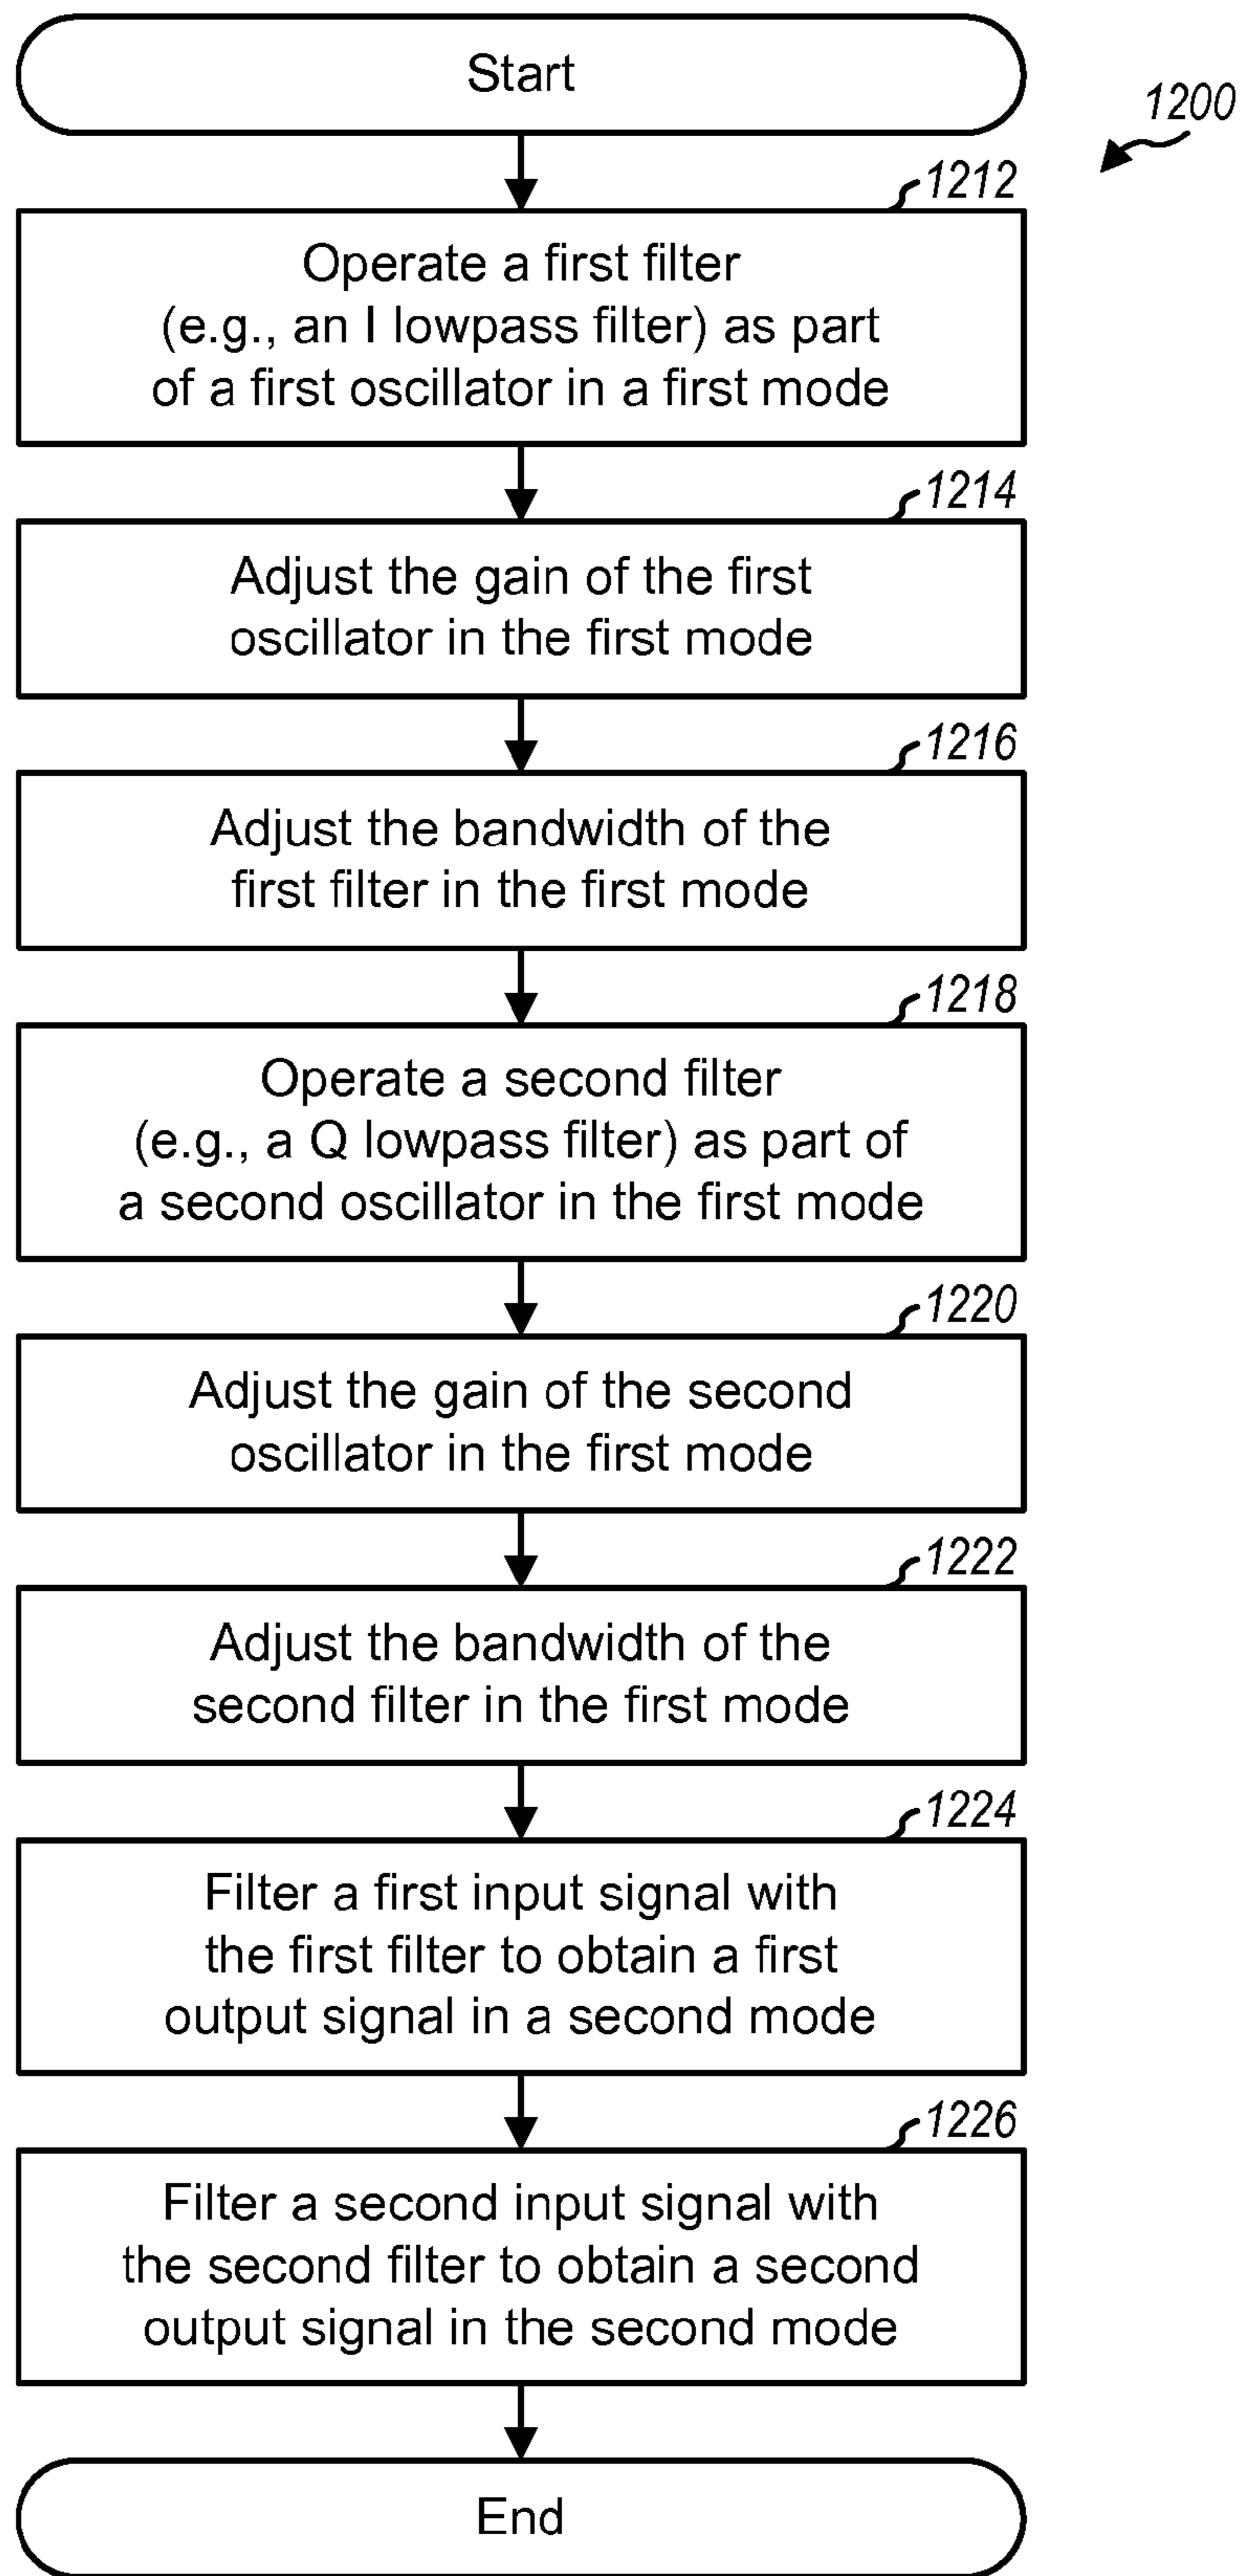 Start
1200
1212
Operate a first filter
(e.g., an I lowpass filter) as part
of a first oscillator in a first mode
1214
Adjust the gain of the first
oscillator in the first mode
1216
Adjust the bandwidth of the
first filter in the first mode
1218
Operate a second filter
(e.g., a Q lowpass filter) as part of
a second oscillator in the first mode
1220
Adjust the gain of the second
oscillator in the first mode
1222
Adjust the bandwidth of the
second filter in the first mode
1224
Filter a first input signal with
the first filter to obtain a first
output signal in a second mode
1226
Filter a second input signal with
the second filter to obtain a second
output signal in the second mode
End